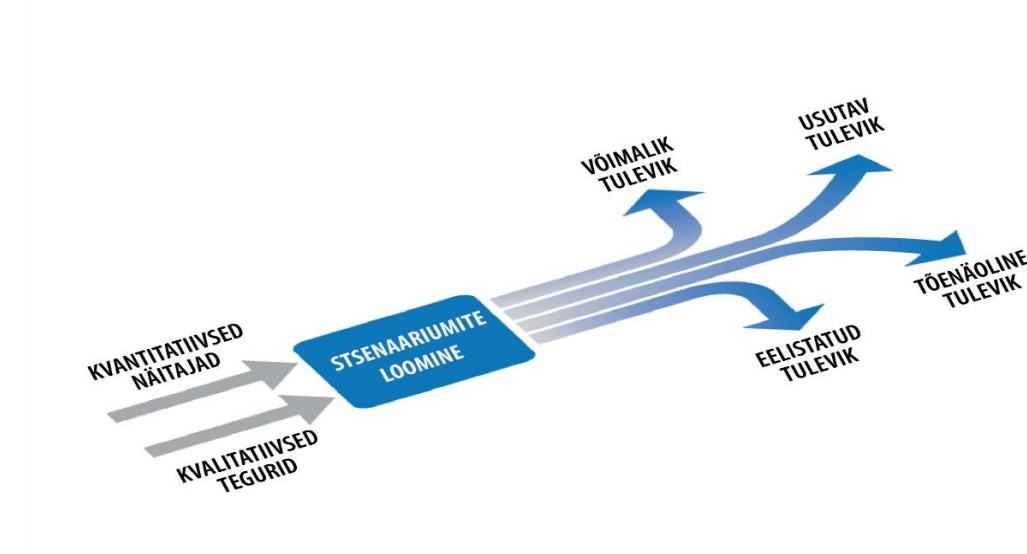 KVANTITATIIVSED
NÄITAJAD
KVALITATIIVSED
TEGURID
STSENAARIUMITE
LOOMINE
VÕIMALIK
TULEVIK
USUTAV
TULEVIK
TÕENÄOLINE
TULEVIK
EELISTATUD
TULEVIK